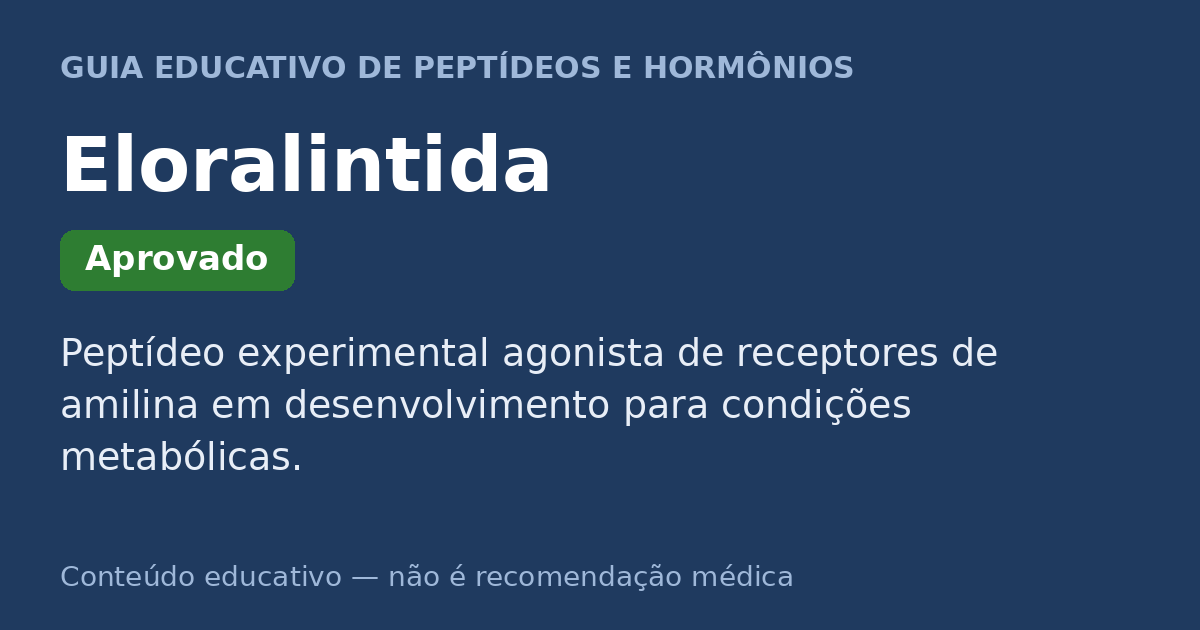 GUIA EDUCATIVO DE PEPTÍDEOS E HORMÔNIOS
Eloralintida
Aprovado
Peptídeo experimental agonista de receptores de
amilina em desenvolvimento para condições
metabólicas.
Conteúdo educativo — não é recomendação médica